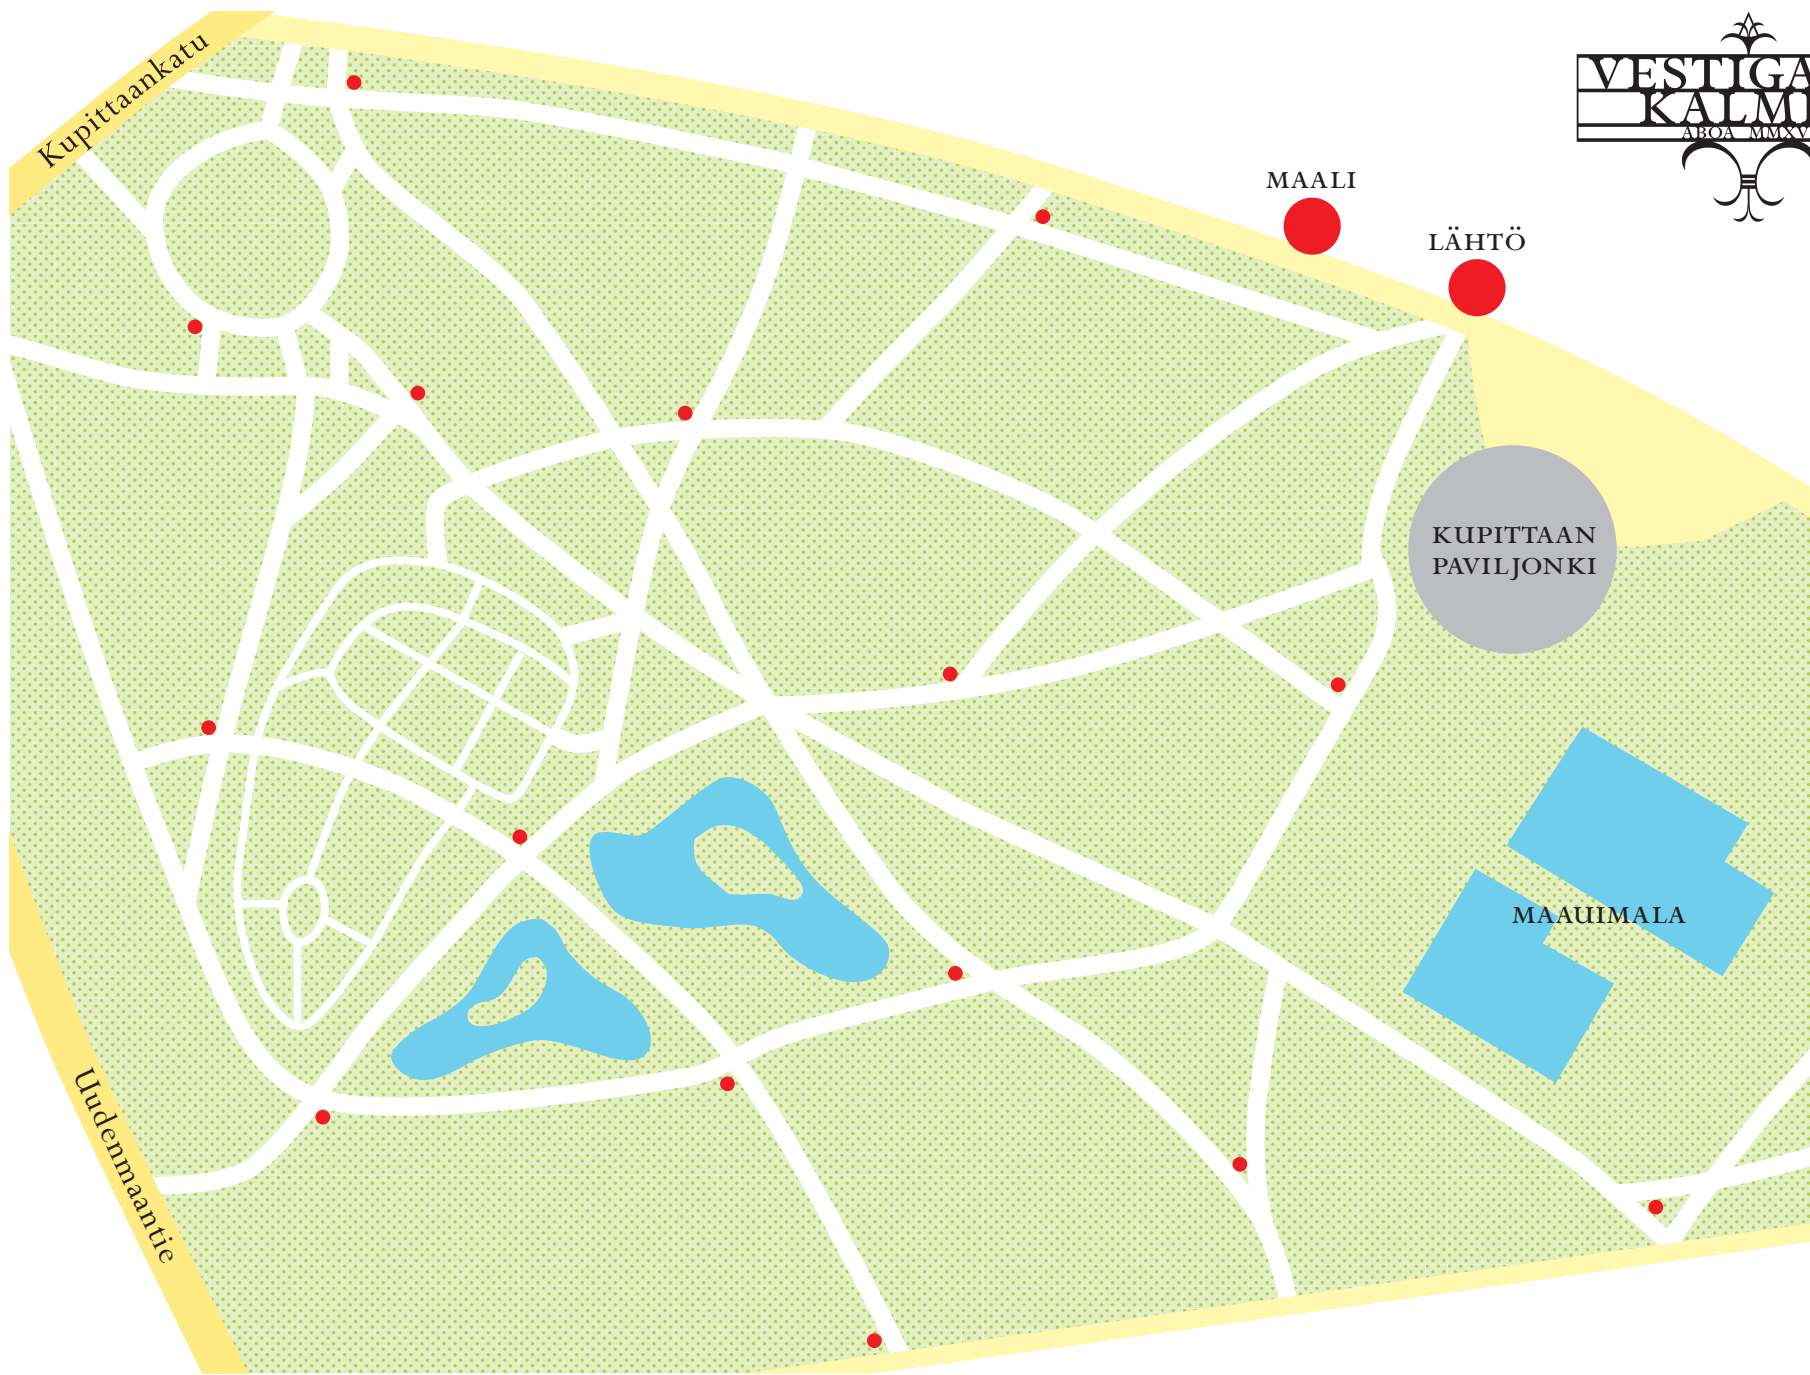 Kupittaankatu
VESTIGA
KALM
ABOA MMXV
MAALI
LÄHTÖ
KUPITTAAN
PAVILJONKI
MAAUIMALA
Uudenmaantie